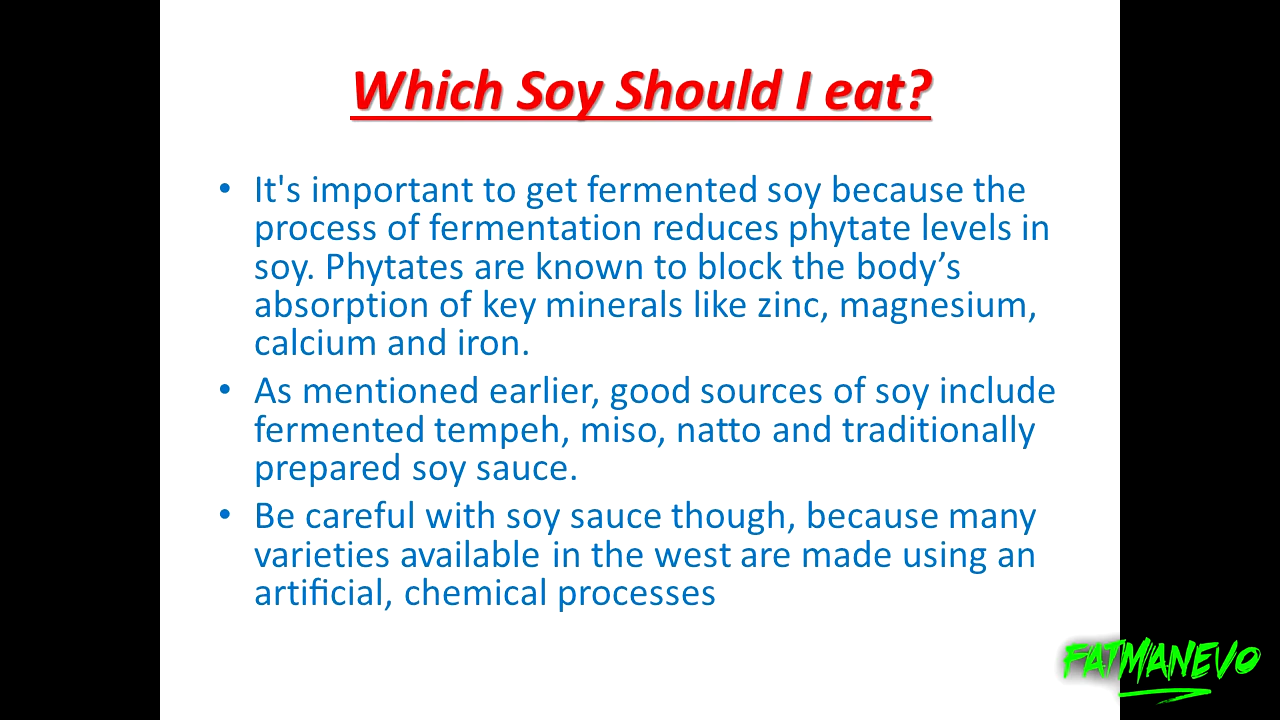 Which Soy Should I eat?
• It's important to get fermented soy because the
process of fermentation reduces phytate levels in
soy. Phytates are known to block the body’s
absorption of key minerals like zinc, magnesium,
calcium and iron.
• As mentioned earlier, good sources of soy include
fermented tempeh, miso, natto and traditionally
prepared soy sauce.
• Be careful with soy sauce though, because many
varieties available in the west are made using an
artificial, chemical processes
FATMANEVO